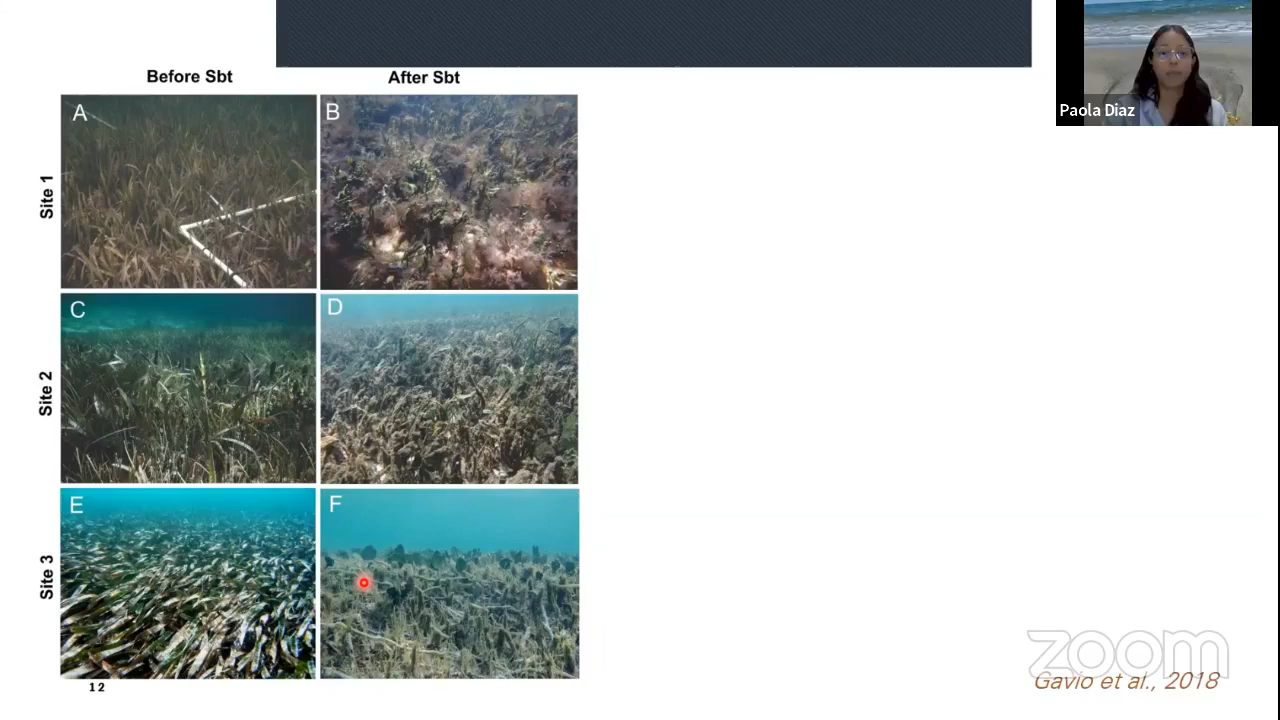 Before Sbt
After Sbt
Paola Diaz
A
B
Site 1
C
D
Site 2
E
F
Site 3
zoom
Gavio et al., 2018
12